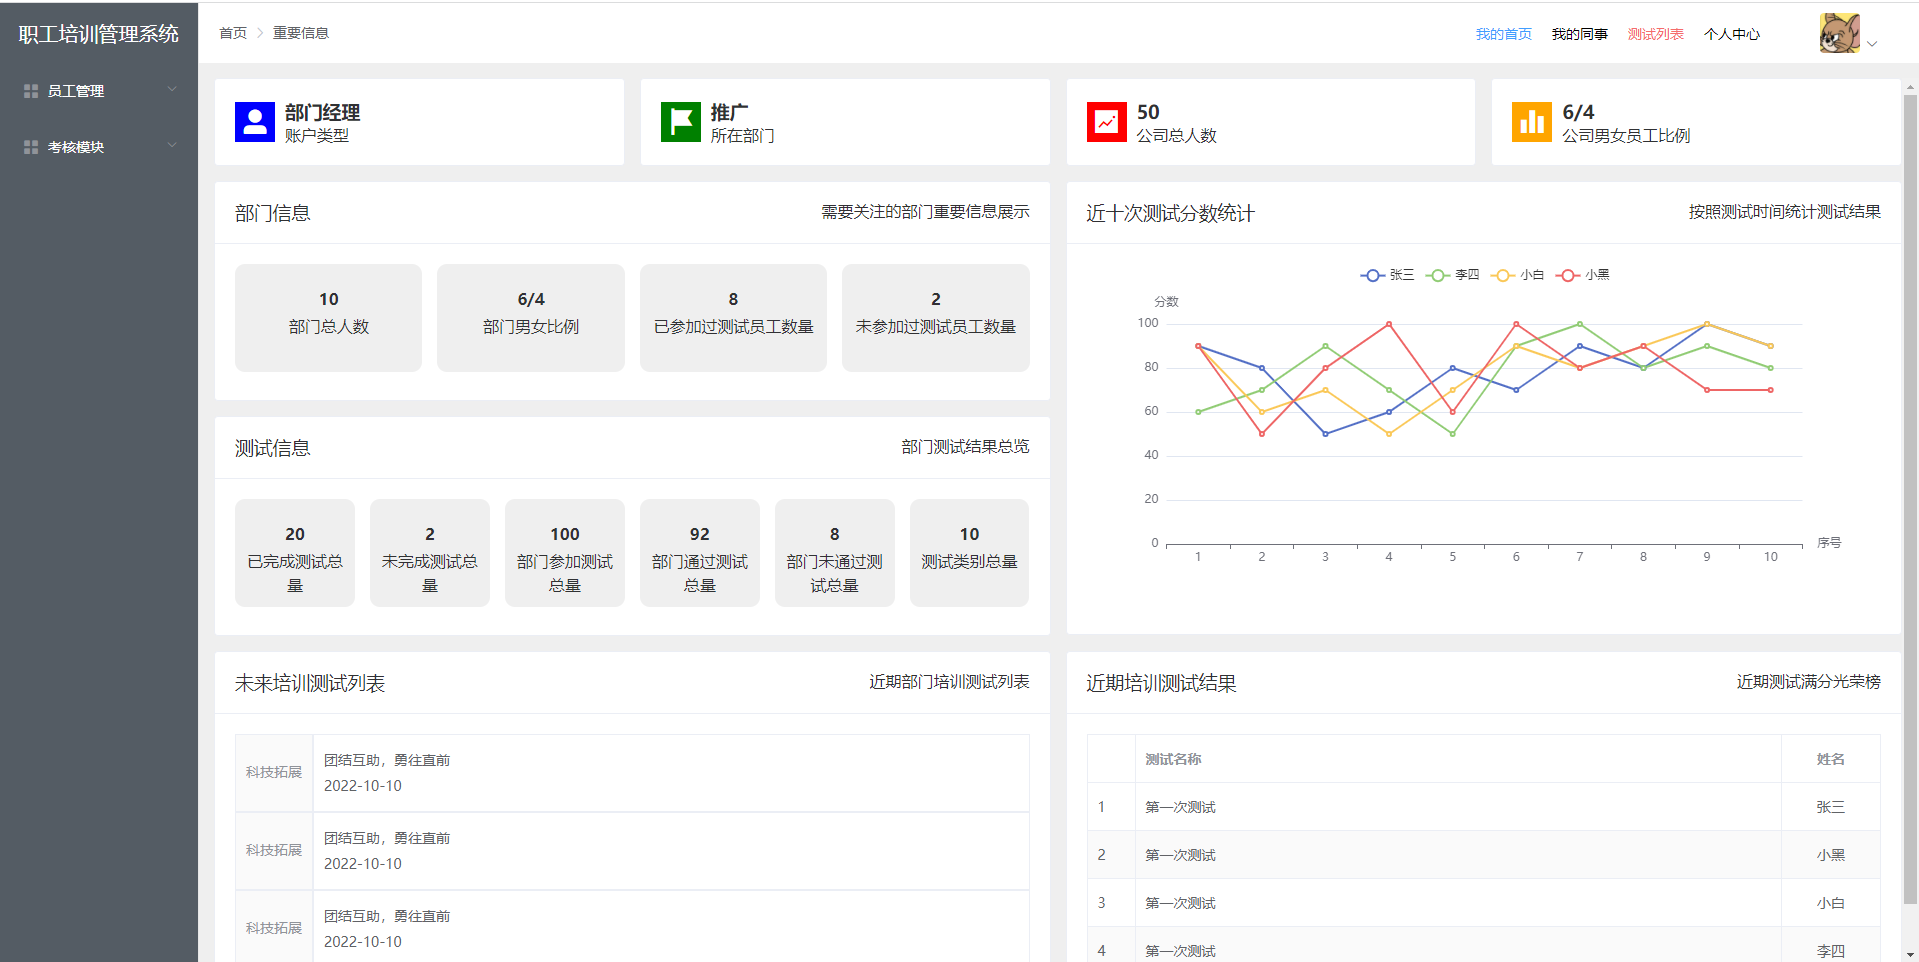 职工培训管理系统
员工管理
考核模块
首页
重要信息
我的首页 我的同事 测试列表 个人中心
部门经理
账户类型
推广
所在部门
50
公司总人数
6/4
公司男女员工比例
部门信息
需要关注的部门重要信息展示
10
部门总人数
6/4
部门男女比例
8
已参加过测试员工数量
2
未参加过测试员工数量
近十次测试分数统计
按照测试时间统计测试结果
张三 李四 小白 小黑
分数
100
80
60
40
20
0
1 2 3 4 5 6 7 8 9 10
序号
测试信息
部门测试结果总览
20
已完成测试总
量
2
未完成测试总
量
100
部门参加测试
总量
92
部门通过测试
总量
8
部门未通过测
试总量
10
测试类别总量
未来培训测试列表
近期部门培训测试列表
科技拓展
团结互助，勇往直前
2022-10-10
科技拓展
团结互助，勇往直前
2022-10-10
科技拓展
团结互助，勇往直前
2022-10-10
近期培训测试结果
近期测试满分光荣榜
测试名称 姓名
1 第一次测试 张三
2 第一次测试 小黑
3 第一次测试 小白
4 第一次测试 李四